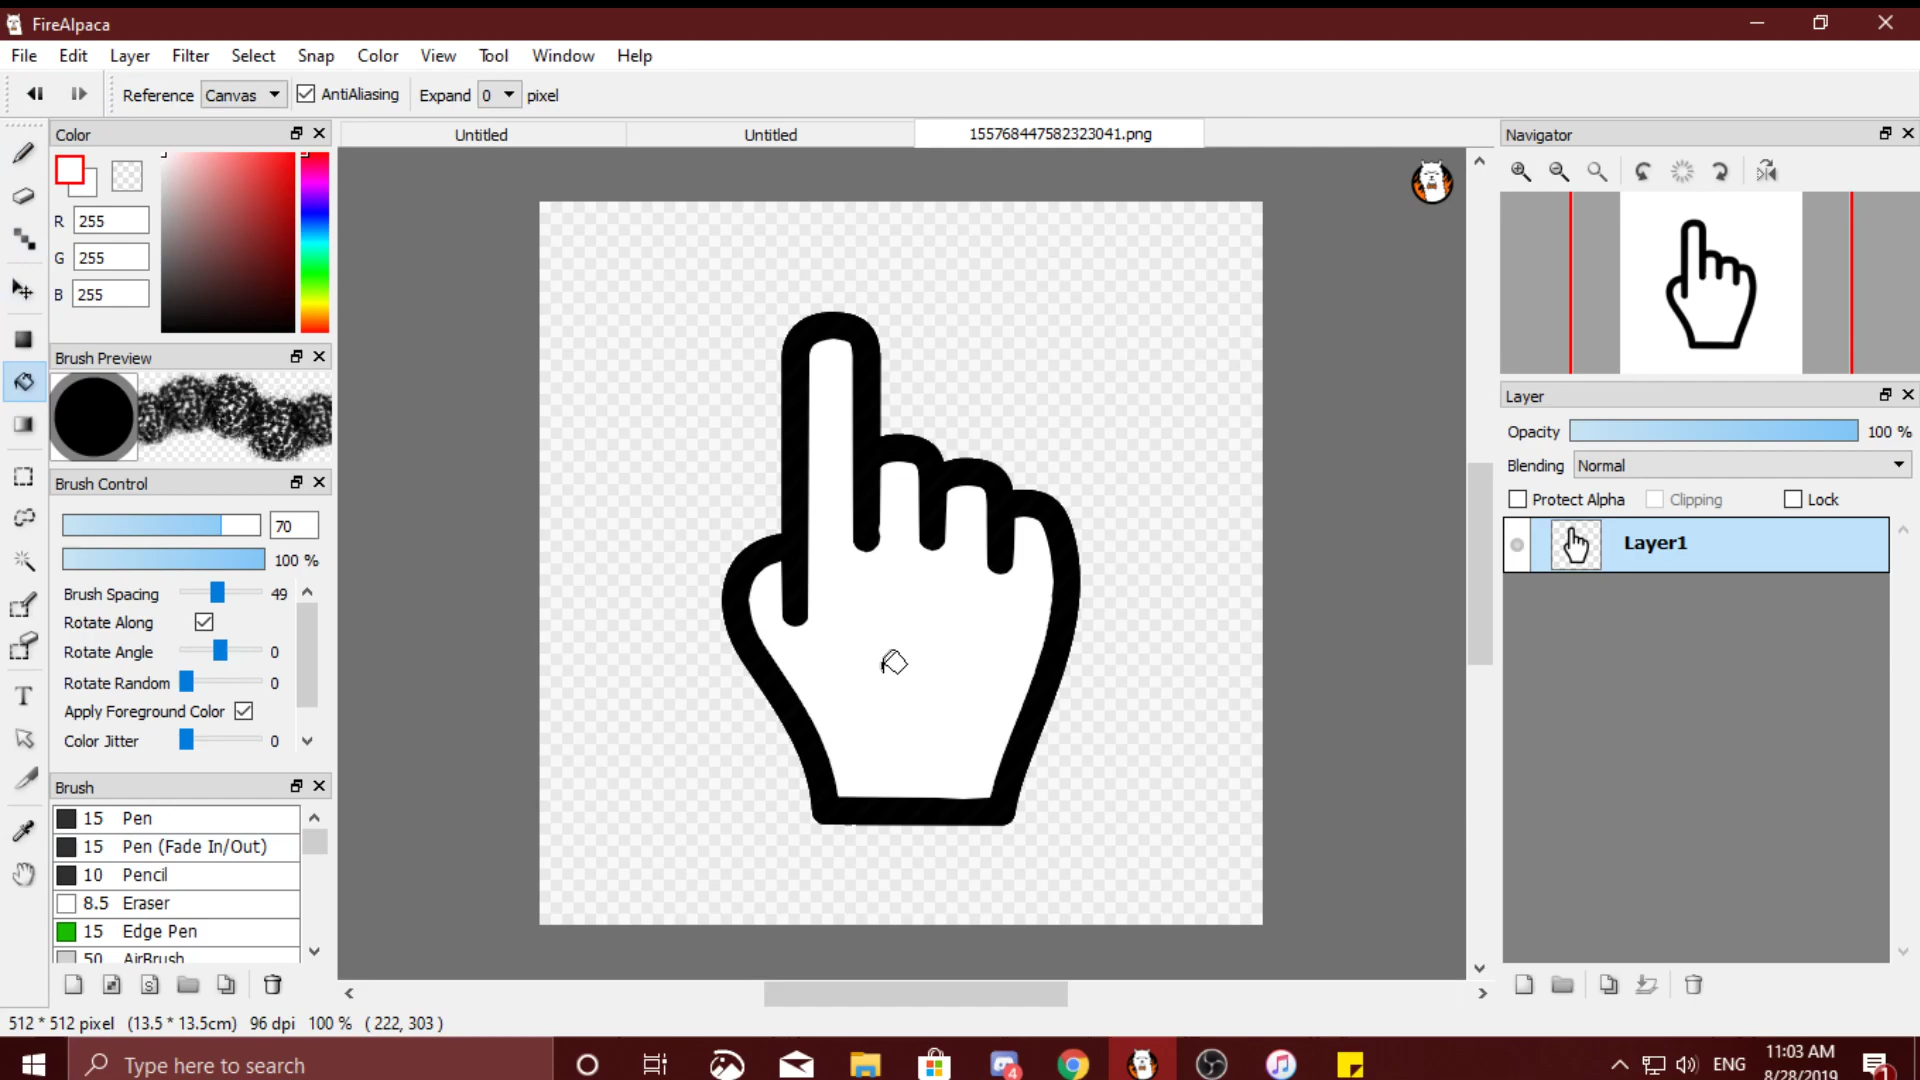 FireAlpaca
File Edit Layer Filter Select Snap Color View Tool Window Help
Reference Canvas AntiAliasing Expand 0 pixel
Color
Untitled Untitled 155768447582323041.png
Navigator
R 255
G 255
B 255
Brush Preview
Layer
Opacity 100 %
Blending Normal
Protect Alpha Clipping Lock
Layer1
Brush Control
70
100 %
Brush Spacing 49
Rotate Along
Rotate Angle 0
Rotate Random 0
Apply Foreground Color
Color Jitter 0
Brush
15 Pen
15 Pen (Fade In/Out)
10 Pencil
8.5 Eraser
15 Edge Pen
50 AirBrush
S
T
512 * 512 pixel (13.5 * 13.5cm) 96 dpi 100 % ( 222, 303 )
Type here to search
4
ENG
11:03 AM
8/28/2019
1